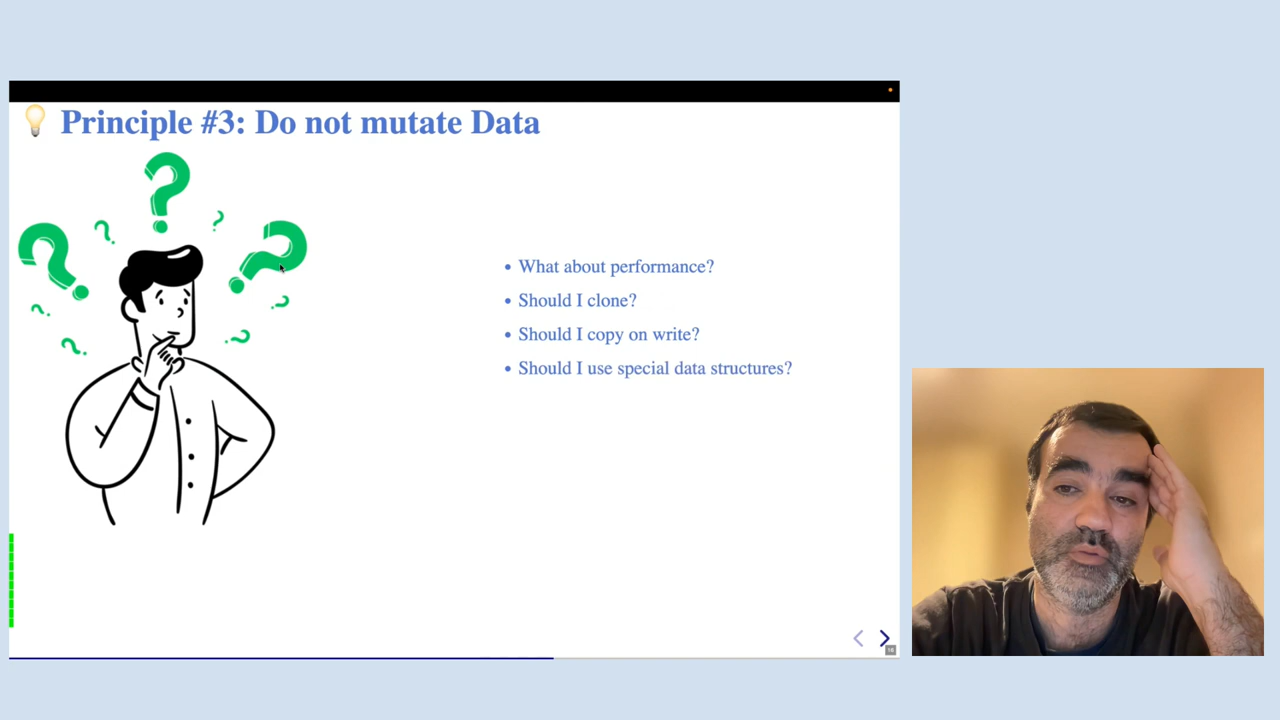 Principle #3: Do not mutate Data
• What about performance?
• Should I clone?
• Should I copy on write?
• Should I use special data structures?